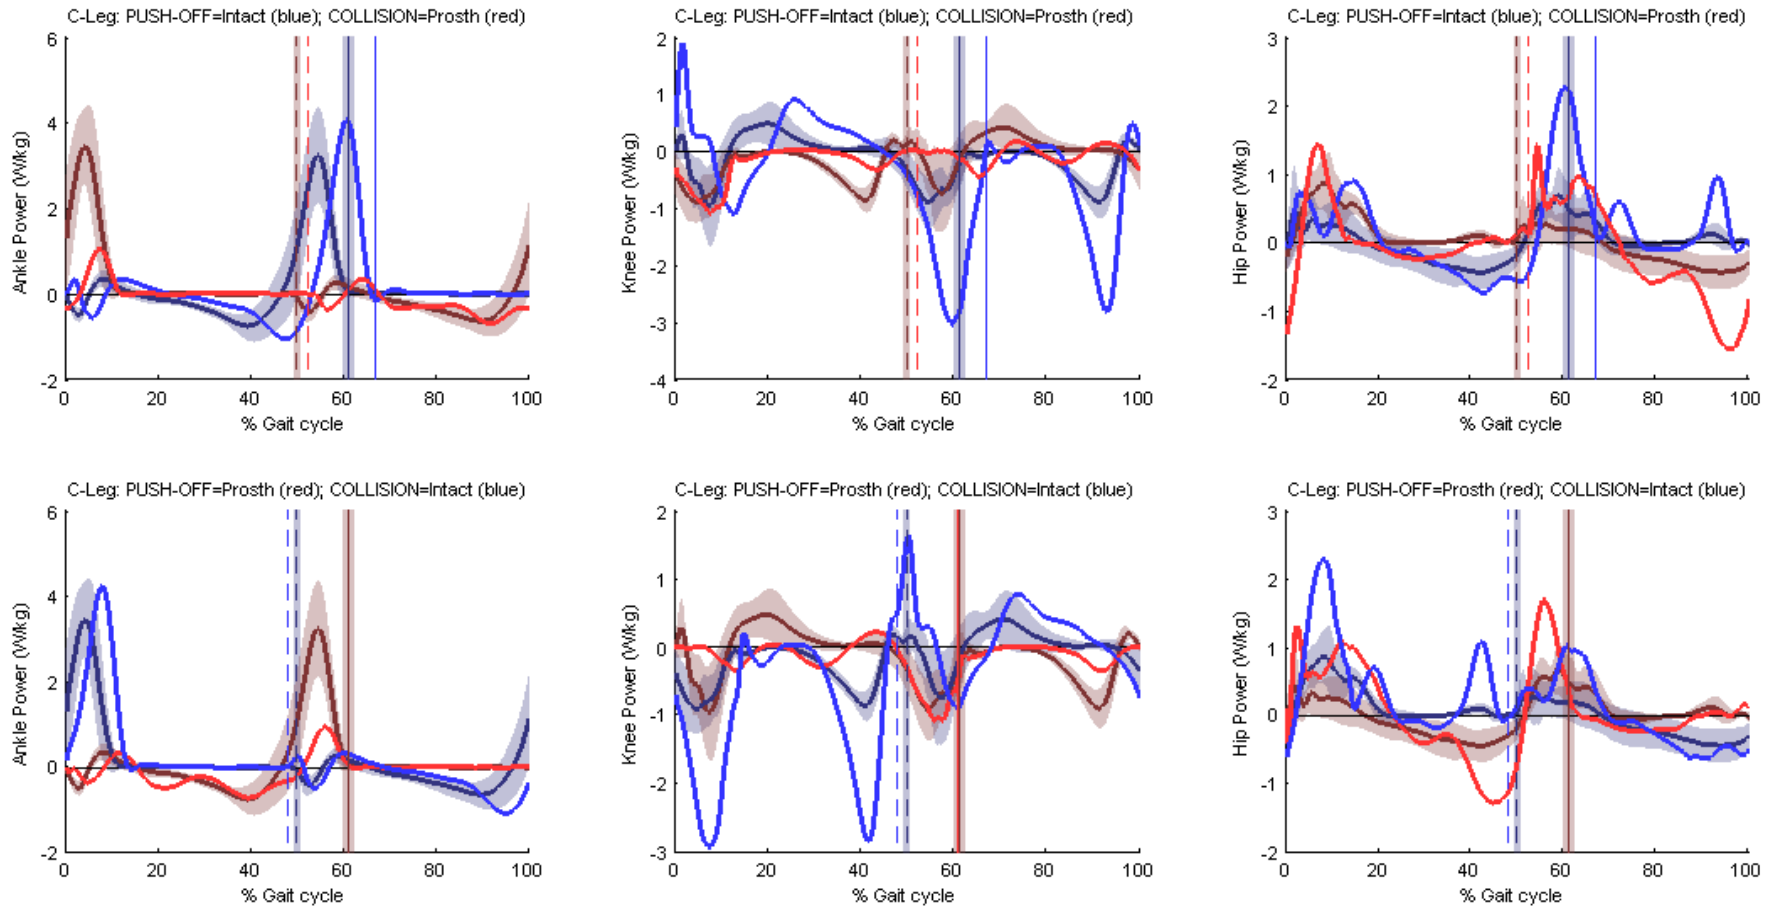 C-Leg: PUSH-OFF=Intact (blue); COLLISION=Prosth (red)
6
4
2
0
-2
Ankle Power (W/kg)
0 20 40 60 80 100
% Gait cycle
C-Leg: PUSH-OFF=Intact (blue); COLLISION=Prosth (red)
2
1
0
-1
-2
-3
-4
Knee Power (W/kg)
0 20 40 60 80 100
% Gait cycle
C-Leg: PUSH-OFF=Intact (blue); COLLISION=Prosth (red)
3
2
1
0
-1
-2
Hip Power (W/kg)
0 20 40 60 80 100
% Gait cycle
C-Leg: PUSH-OFF=Prosth (red); COLLISION=Intact (blue)
6
4
2
0
-2
Ankle Power (W/kg)
0 20 40 60 80 100
% Gait cycle
C-Leg: PUSH-OFF=Prosth (red); COLLISION=Intact (blue)
2
1
0
-1
-2
-3
Knee Power (W/kg)
0 20 40 60 80 100
% Gait cycle
C-Leg: PUSH-OFF=Prosth (red); COLLISION=Intact (blue)
3
2
1
0
-1
-2
Hip Power (W/kg)
0 20 40 60 80 100
% Gait cycle